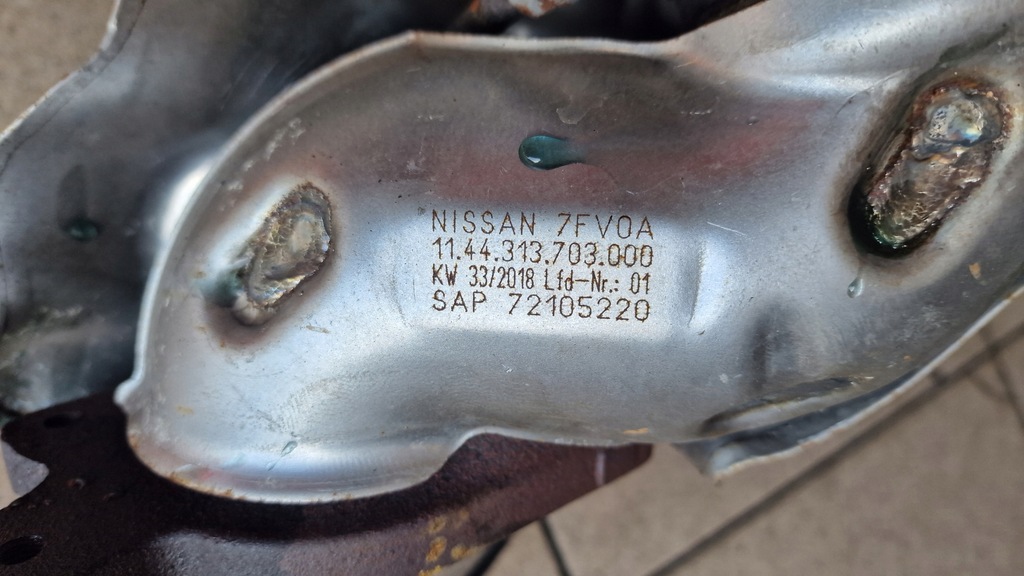 NISSAN 7FV0A
11.44.313.703.000
KW 33/2018 Lfd-Nr.: 01
SAP 72105220